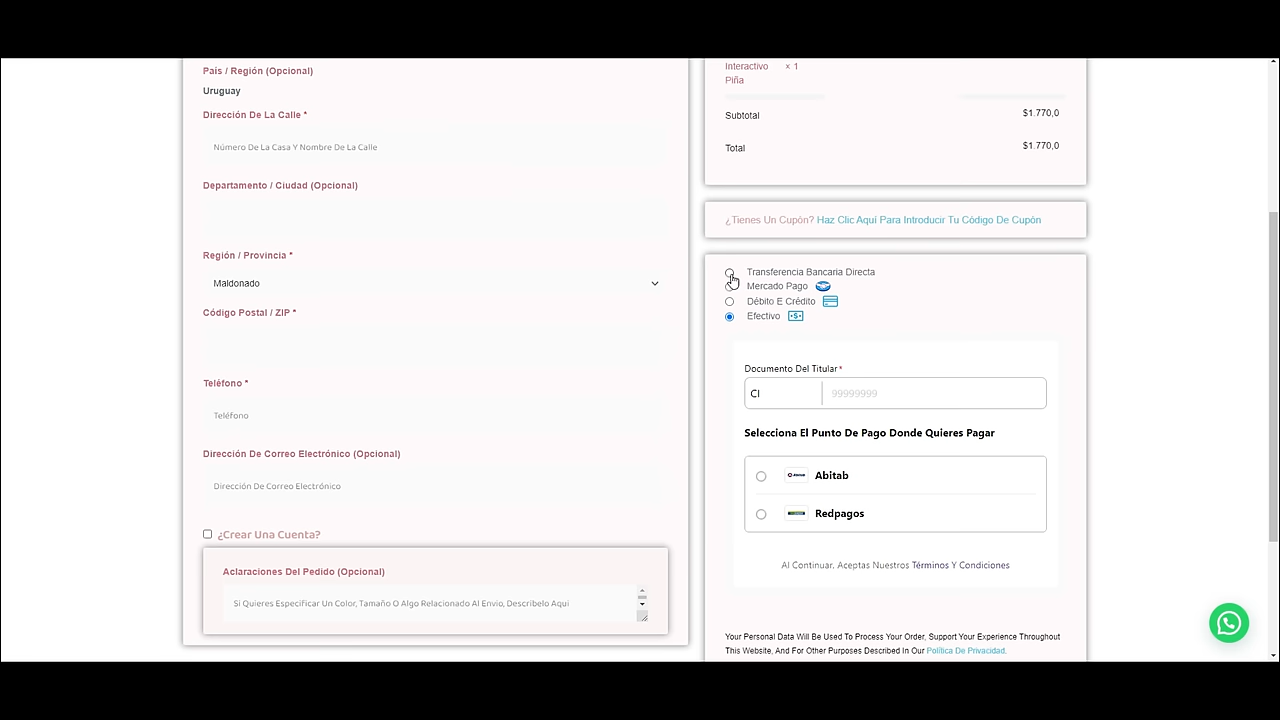 País / Región (Opcional)
Uruguay
Dirección De La Calle *
Número De La Casa Y Nombre De La Calle
Departamento / Ciudad (Opcional)
Región / Provincia *
Maldonado
Código Postal / ZIP *
Teléfono *
Teléfono
Dirección De Correo Electrónico (Opcional)
Dirección De Correo Electrónico
¿Crear Una Cuenta?
Aclaraciones Del Pedido (Opcional)
Si Quieres Especificar Un Color, Tamaño O Algo Relacionado Al Envio, Describelo Aqui
Interactivo × 1
Piña
Subtotal $1.770,0
Total $1.770,0
¿Tienes Un Cupón? Haz Clic Aquí Para Introducir Tu Código De Cupón
Transferencia Bancaria Directa
Mercado Pago
Débito E Crédito
Efectivo
Documento Del Titular*
CI 99999999
Selecciona El Punto De Pago Donde Quieres Pagar
Abitab
Redpagos
Al Continuar, Aceptas Nuestros Términos Y Condiciones
Your Personal Data Will Be Used To Process Your Order, Support Your Experience Throughout
This Website, And For Other Purposes Described In Our Política De Privacidad.